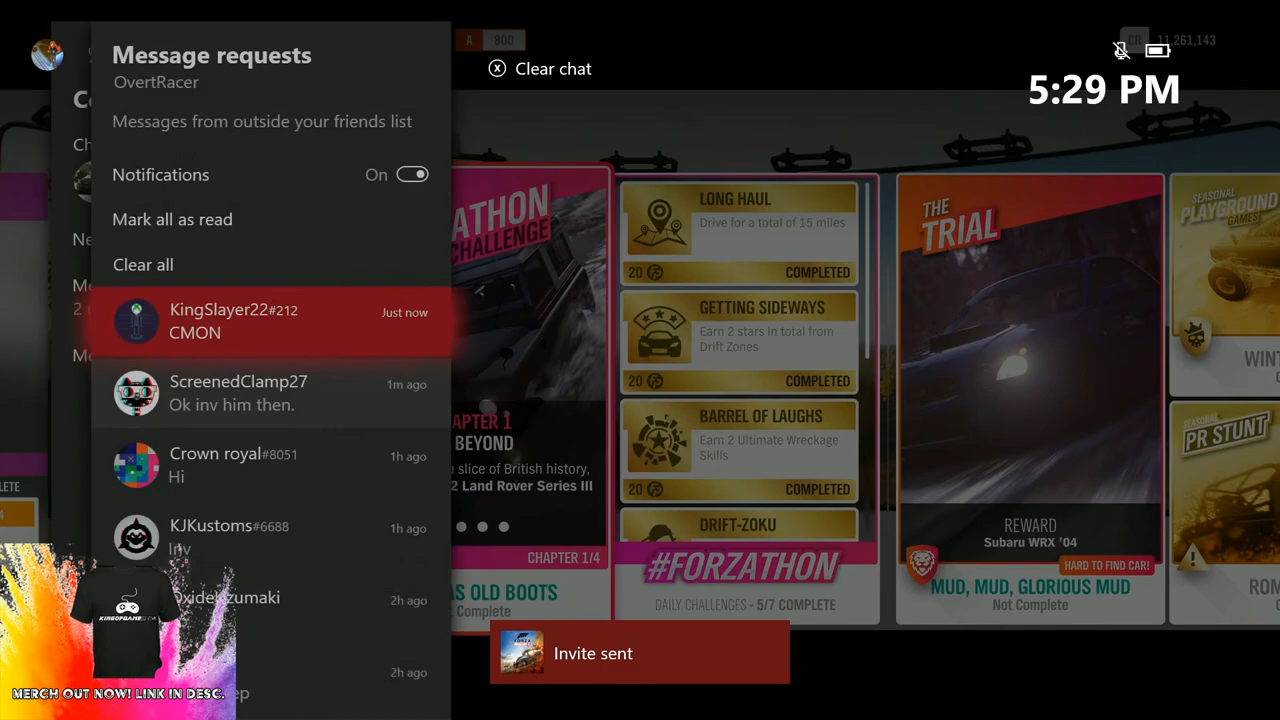 Message requests
OvertRacer
Messages from outside your friends list
Notifications
On
Mark all as read
Clear all
KingSlayer22#212
Just now
CMON
ScreenedClamp27
1m ago
Ok inv him then.
Crown royal#8051
1h ago
Hi
KJKustoms#6688
1h ago
Inv
2h ago
2h ago
MERCH OUT NOW! LINK IN DESC.
A 800
X Clear chat
CR 11,261,143
5:29 PM
CHALLENGE
CHAPTER 1
BEYOND
slice of British history,
Land Rover Series III
CHAPTER 1/4
OLD BOOTS
Complete
LONG HAUL
Drive for a total of 15 miles
20
COMPLETED
GETTING SIDEWAYS
Earn 2 stars in total from
Drift Zones
20
COMPLETED
BARREL OF LAUGHS
Earn 2 Ultimate Wreckage
Skills
20
COMPLETED
DRIFT-ZOKU
#FORZATHON
DAILY CHALLENGES - 5/7 COMPLETE
Invite sent
THE
TRIAL
REWARD
Subaru WRX '04
HARD TO FIND CAR!
MUD, MUD, GLORIOUS MUD
Not Complete
SEASONAL
PLAYGROUND
GAMES
SEASONAL
PR STUNT